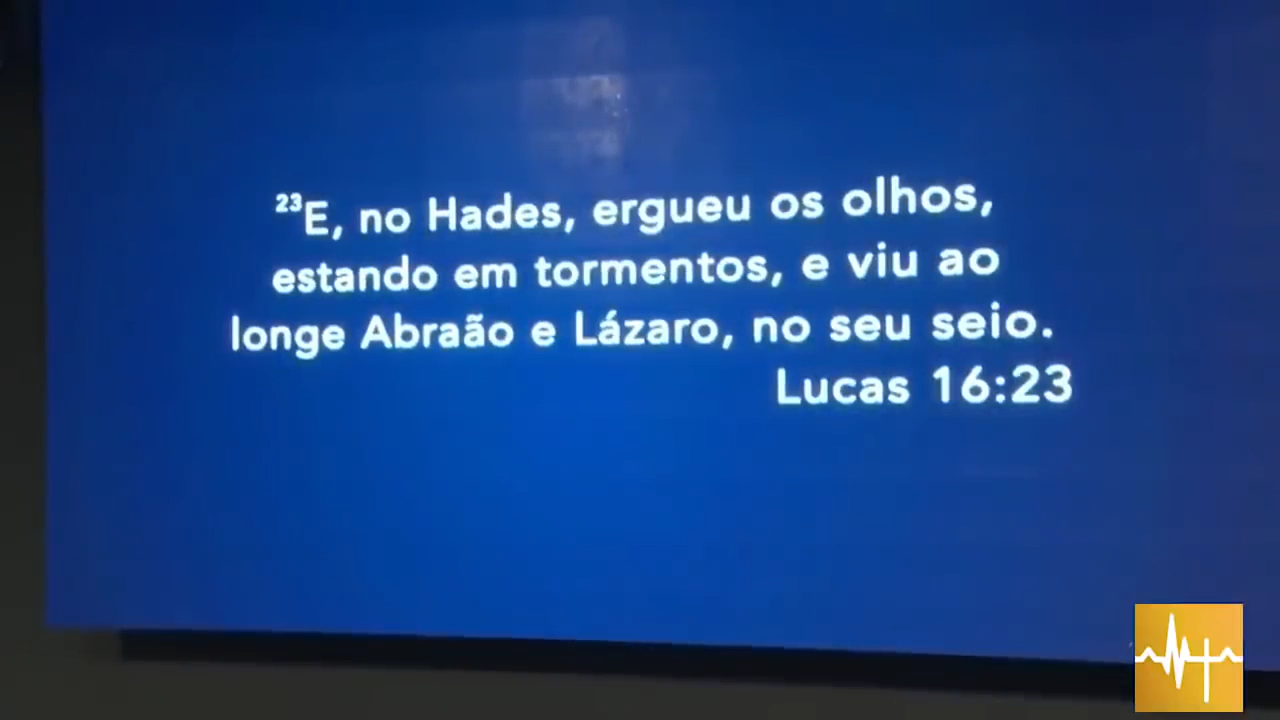 ²³E, no Hades, ergueu os olhos,
estando em tormentos, e viu ao
longe Abraão e Lázaro, no seu seio.
Lucas 16:23